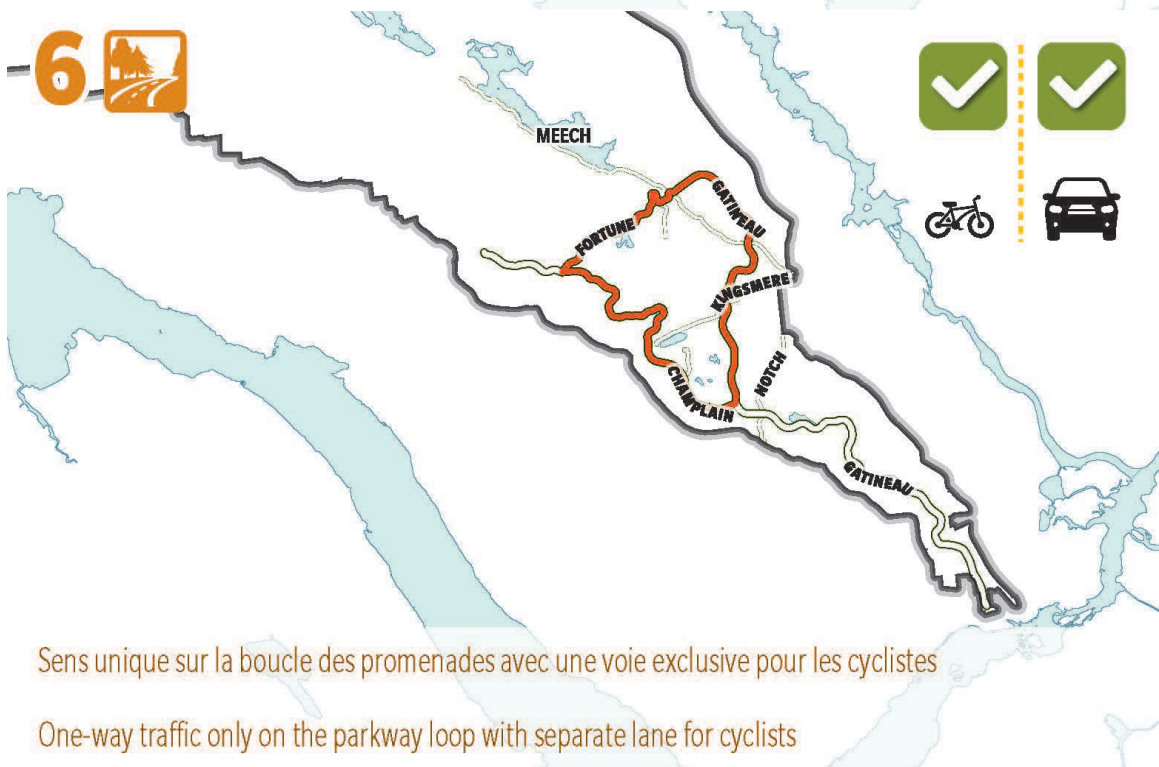 6
MEECH
GATINEAU
FORTUNE
KINGSMERE
NOTCH
CHAMPLAIN
GATINEAU
Sens unique sur la boucle des promenades avec une voie exclusive pour les cyclistes
One-way traffic only on the parkway loop with separate lane for cyclists